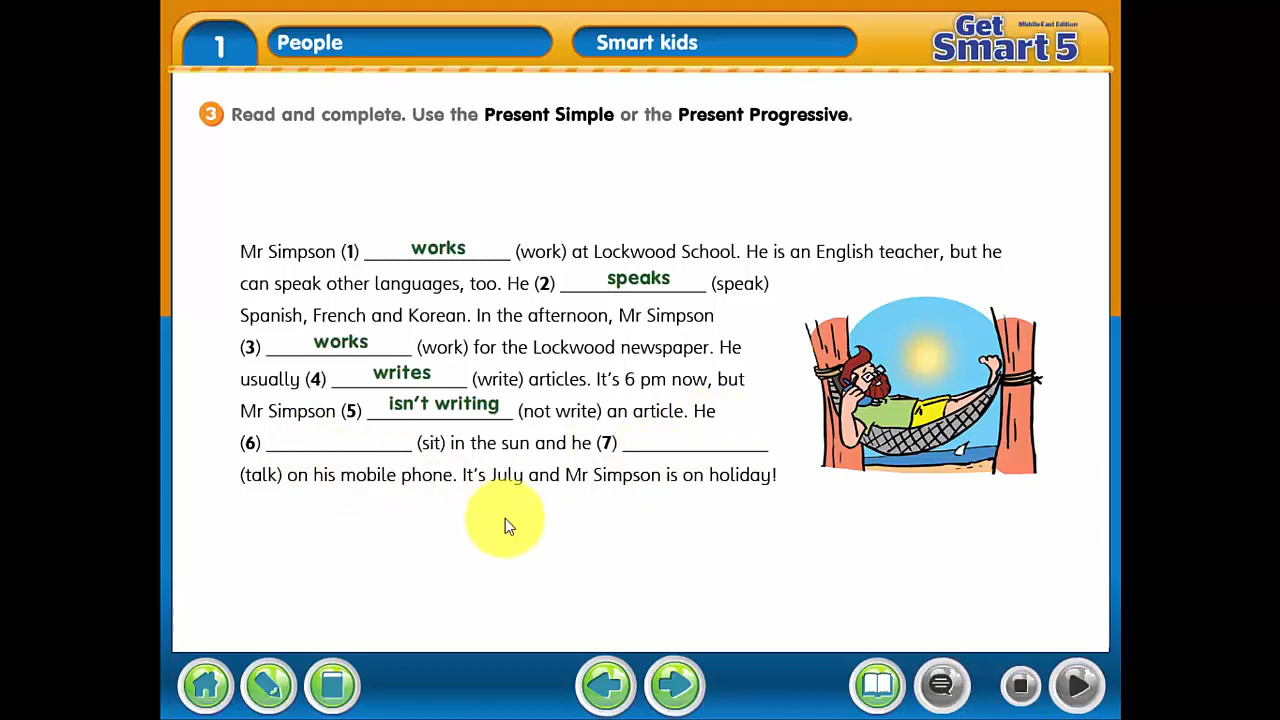 1 People Smart kids Get Smart 5 Middle East Edition
3 Read and complete. Use the Present Simple or the Present Progressive.
Mr Simpson (1) works (work) at Lockwood School. He is an English teacher, but he
can speak other languages, too. He (2) speaks (speak)
Spanish, French and Korean. In the afternoon, Mr Simpson
(3) works (work) for the Lockwood newspaper. He
usually (4) writes (write) articles. It's 6 pm now, but
Mr Simpson (5) isn't writing (not write) an article. He
(6) ____________ (sit) in the sun and he (7) ____________
(talk) on his mobile phone. It's July and Mr Simpson is on holiday!